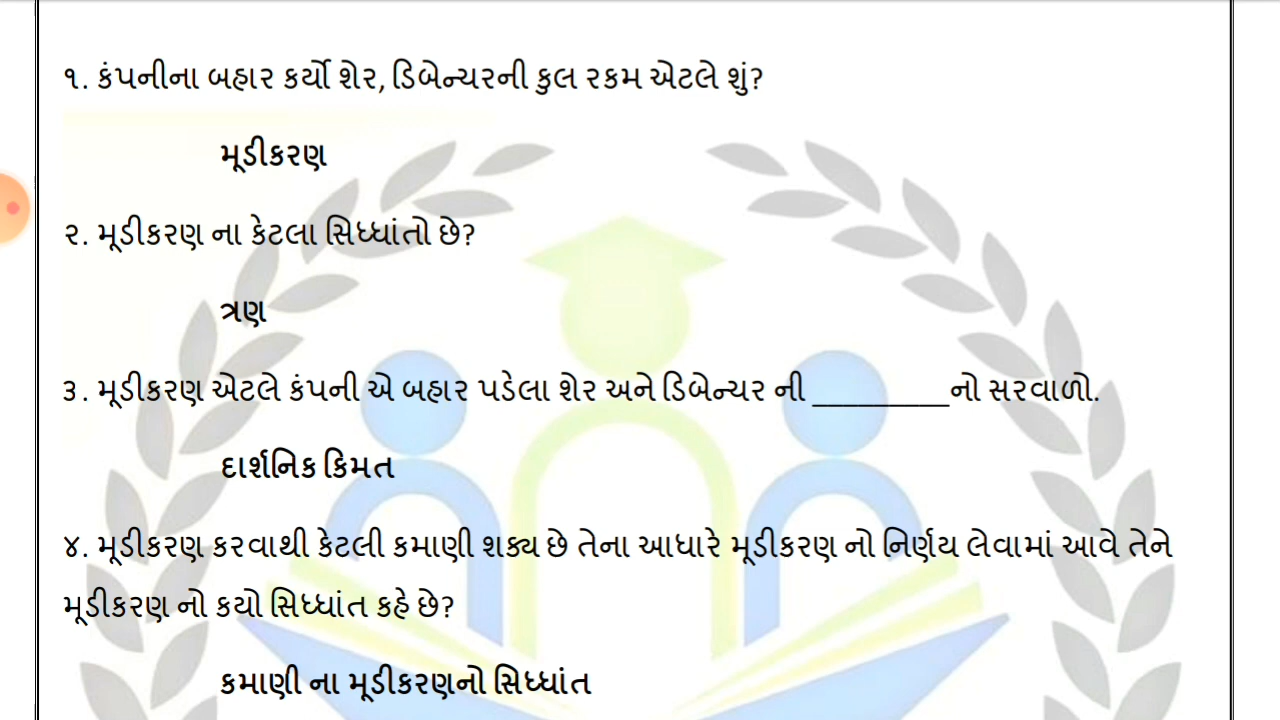 ૧. કંપનીના બહાર કર્યો શેર, ડિબેન્ચરની કુલ રકમ એટલે શું?
મૂડીકરણ
૨. મૂડીકરણ ના કેટલા સિધ્ધાંતો છે?
ત્રણ
૩. મૂડીકરણ એટલે કંપની એ બહાર પડેલા શેર અને ડિબેન્ચર ની __________નો સરવાળો.
દાર્શનિક કિમત
૪. મૂડીકરણ કરવાથી કેટલી કમાણી શક્ય છે તેના આધારે મૂડીકરણ નો નિર્ણય લેવામાં આવે તેને
મૂડીકરણ નો કયો સિધ્ધાંત કહે છે?
કમાણી ના મૂડીકરણનો સિધ્ધાંત